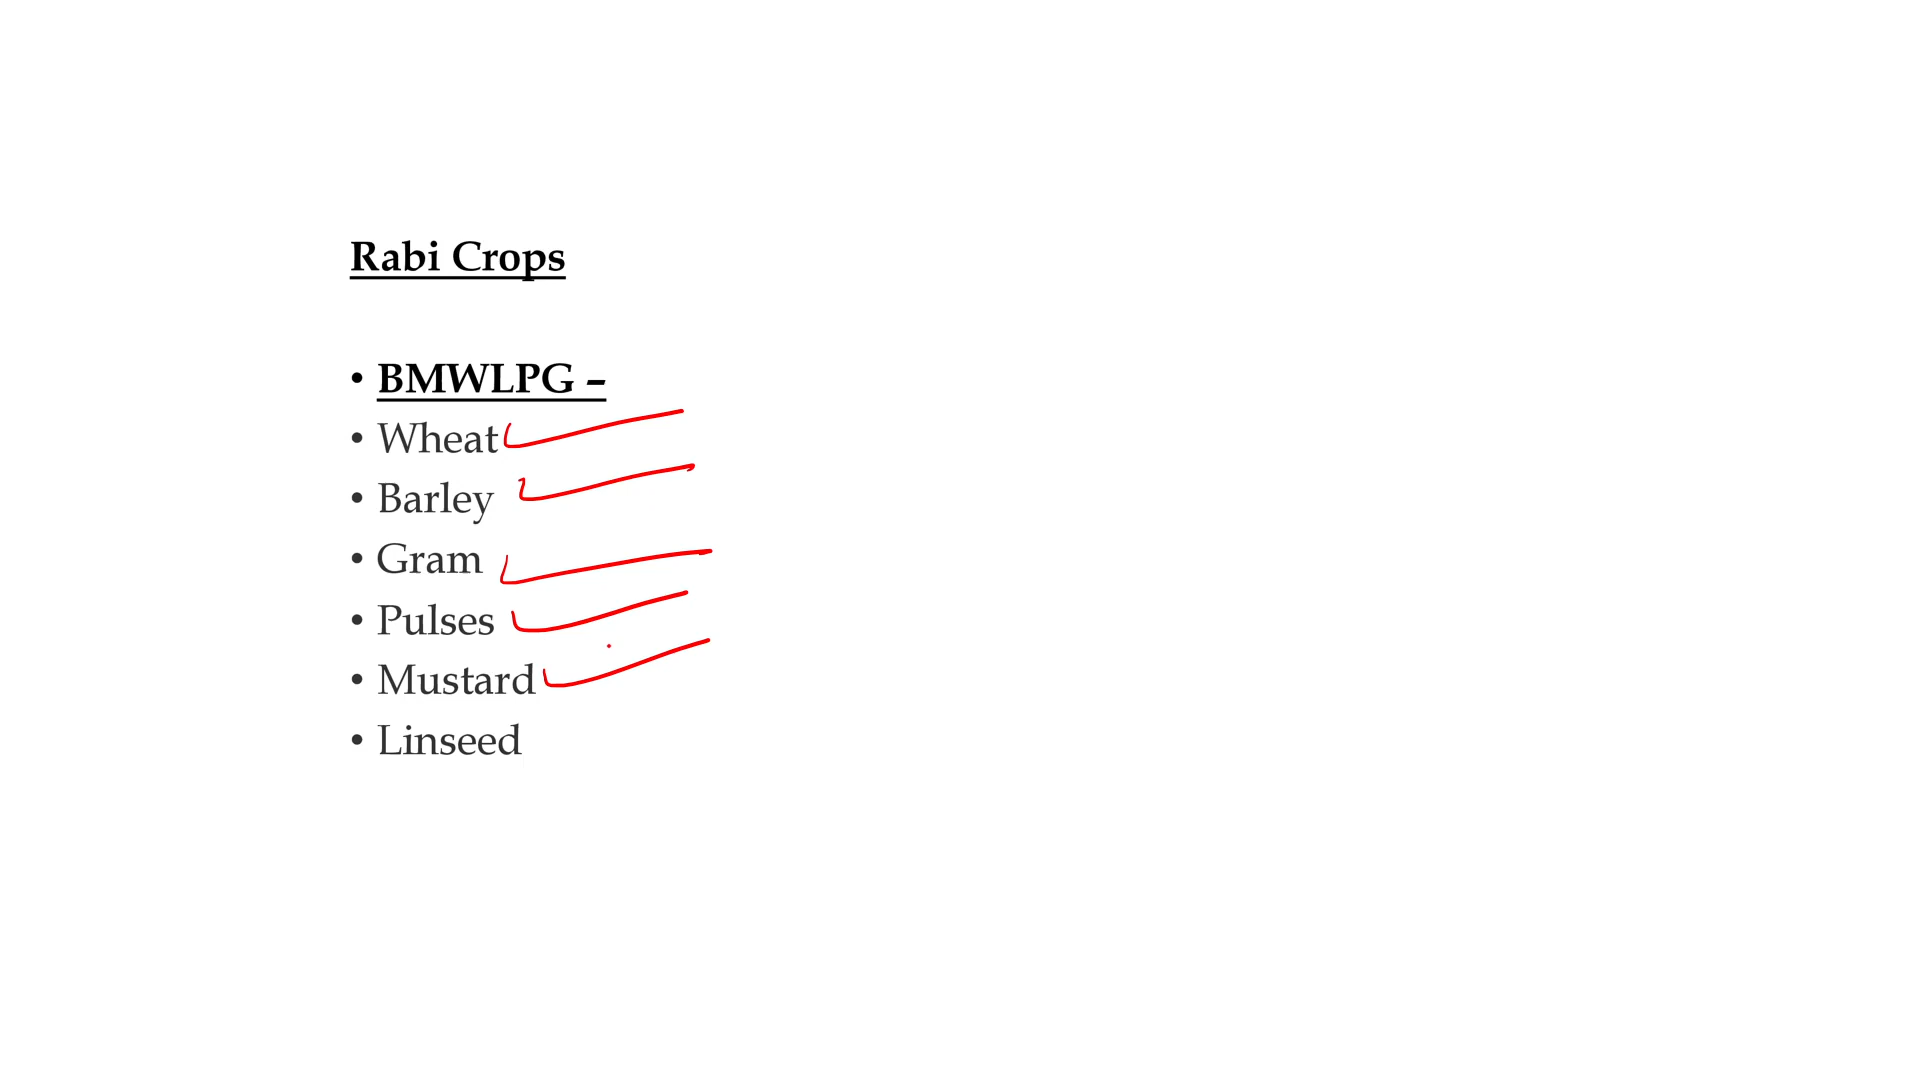 Rabi Crops
• BMWLPG –
• Wheat
• Barley
• Gram
• Pulses
• Mustard
• Linseed